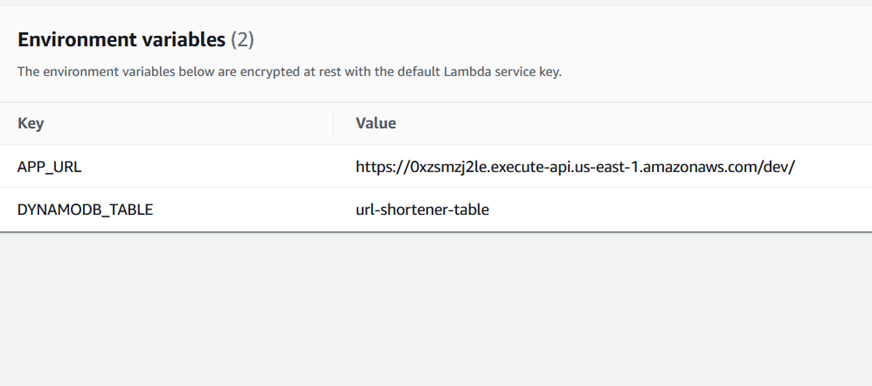 Environment variables (2)
The environment variables below are encrypted at rest with the default Lambda service key.
Key Value
APP_URL https://0xzsmzj2le.execute-api.us-east-1.amazonaws.com/dev/
DYNAMODB_TABLE url-shortener-table